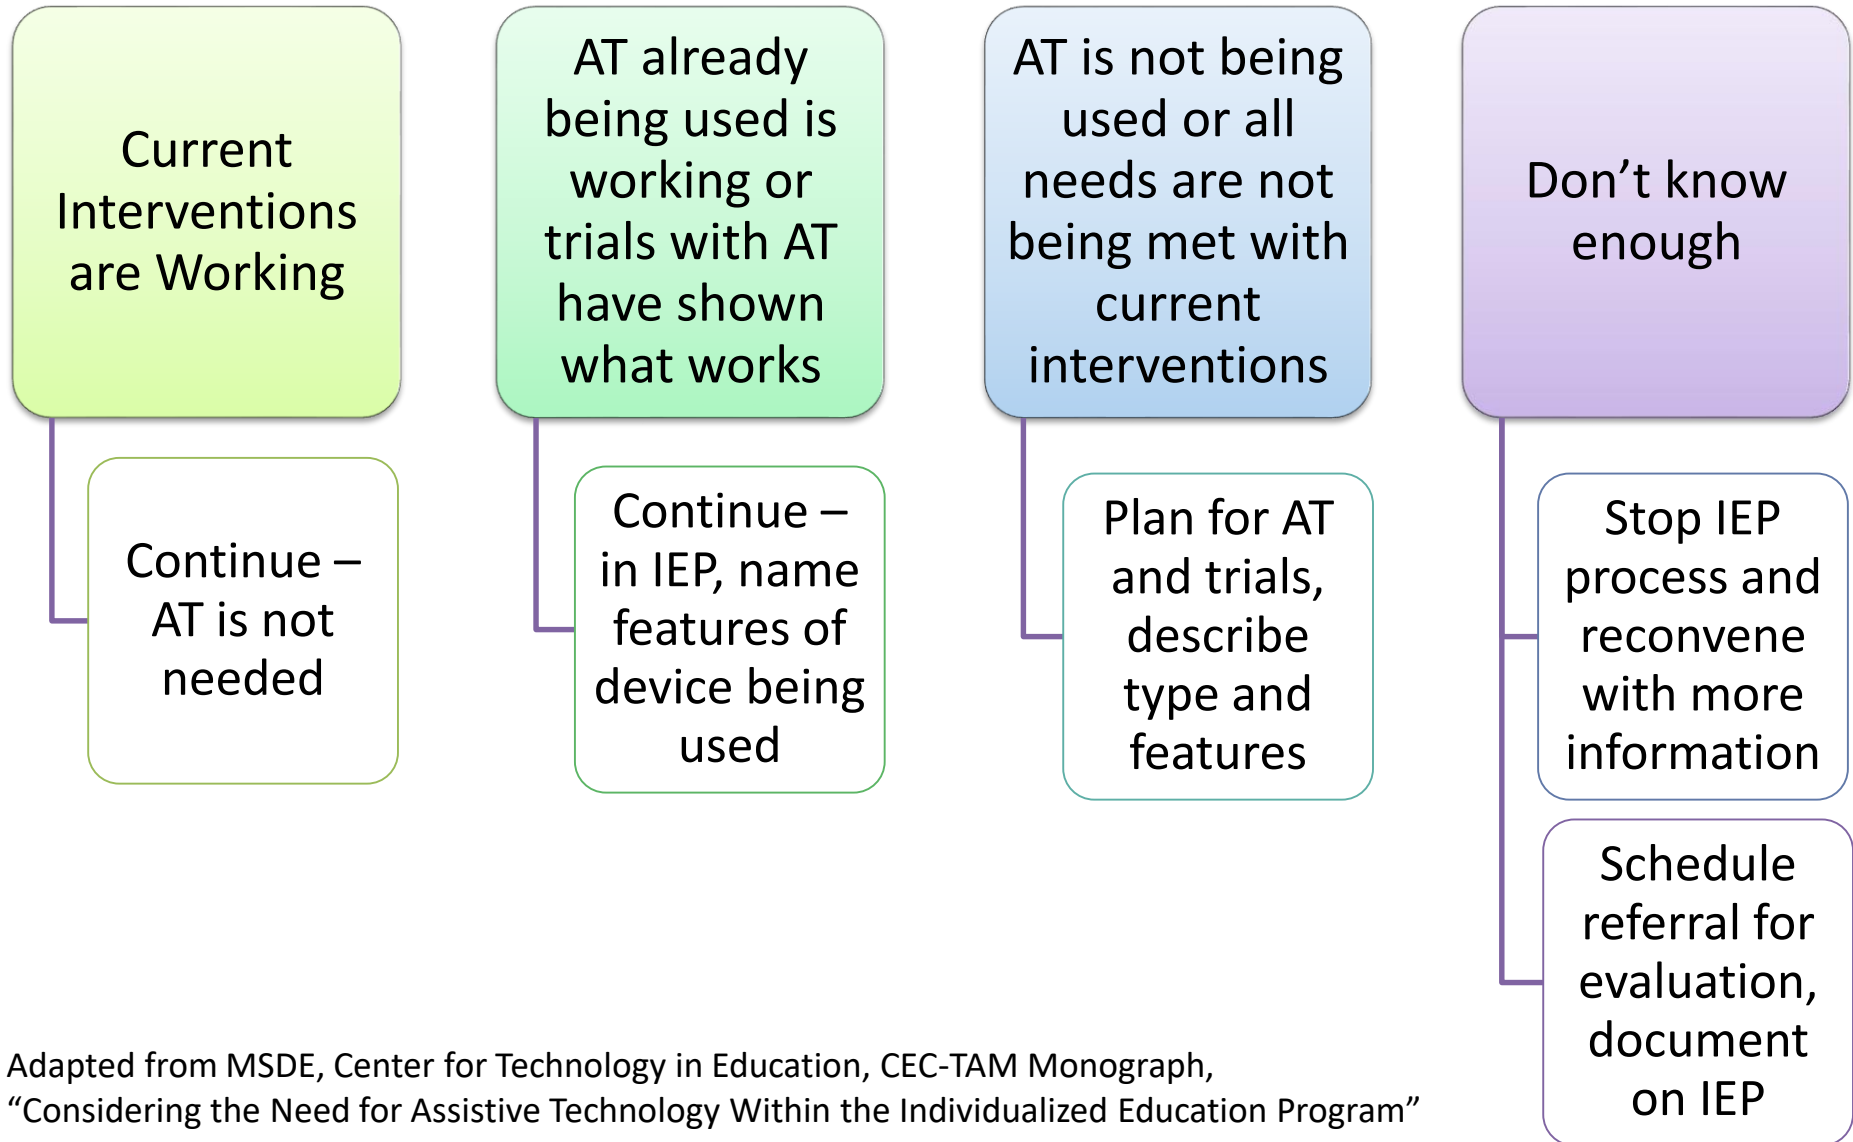 Current
Interventions
are Working
Continue –
AT is not
needed
AT already
being used is
working or
trials with AT
have shown
what works
Continue –
in IEP, name
features of
device being
used
AT is not being
used or all
needs are not
being met with
current
interventions
Plan for AT
and trials,
describe
type and
features
Don’t know
enough
Stop IEP
process and
reconvene
with more
information
Schedule
referral for
evaluation,
document
on IEP
Adapted from MSDE, Center for Technology in Education, CEC-TAM Monograph,
“Considering the Need for Assistive Technology Within the Individualized Education Program”